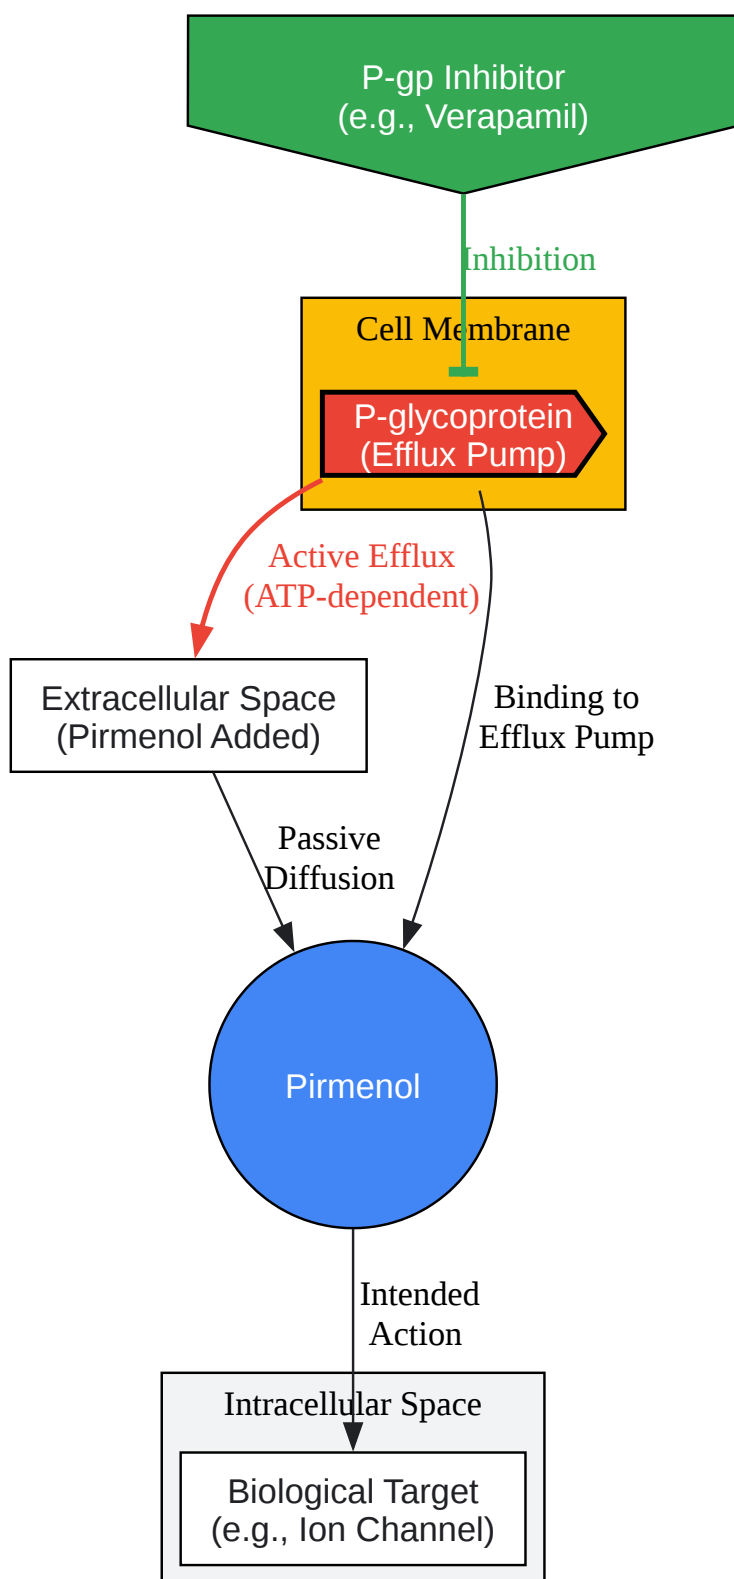 P-gp Inhibitor
(e.g., Verapamil)
Inhibition
Cell Membrane
P-glycoprotein
(Efflux Pump)
Active Efflux
(ATP-dependent)
Extracellular Space
(Pirmenol Added)
Binding to
Efflux Pump
Passive
Diffusion
Pirmenol
Intended
Action
Intracellular Space
Biological Target
(e.g., Ion Channel)